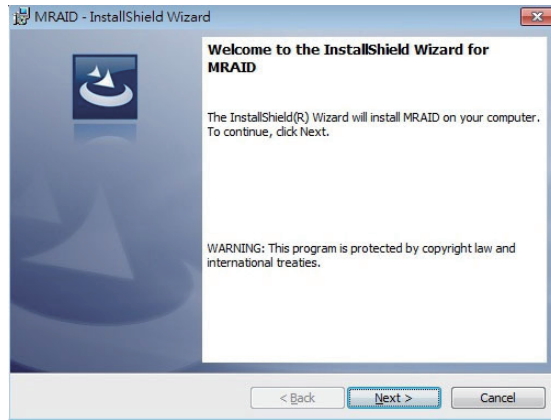 MRAID - InstallShield Wizard
Welcome to the InstallShield Wizard for
MRAID
The InstallShield(R) Wizard will install MRAID on your computer.
To continue, click Next.
WARNING: This program is protected by copyright law and
international treaties.
< Back
Next >
Cancel